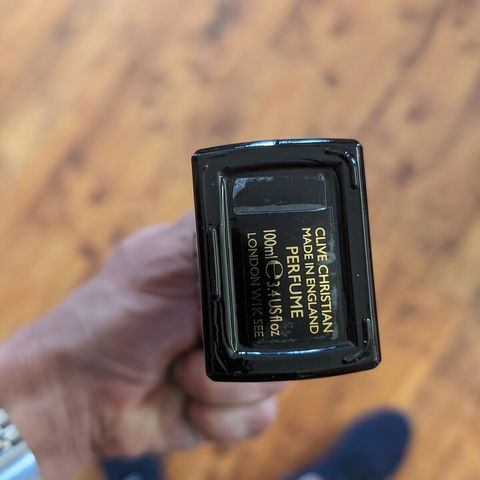 CLIVE CHRISTIAN
MADE IN ENGLAND
PERFUME
100ml ℮ 3.4 US fl oz
LONDON W1K 5EE